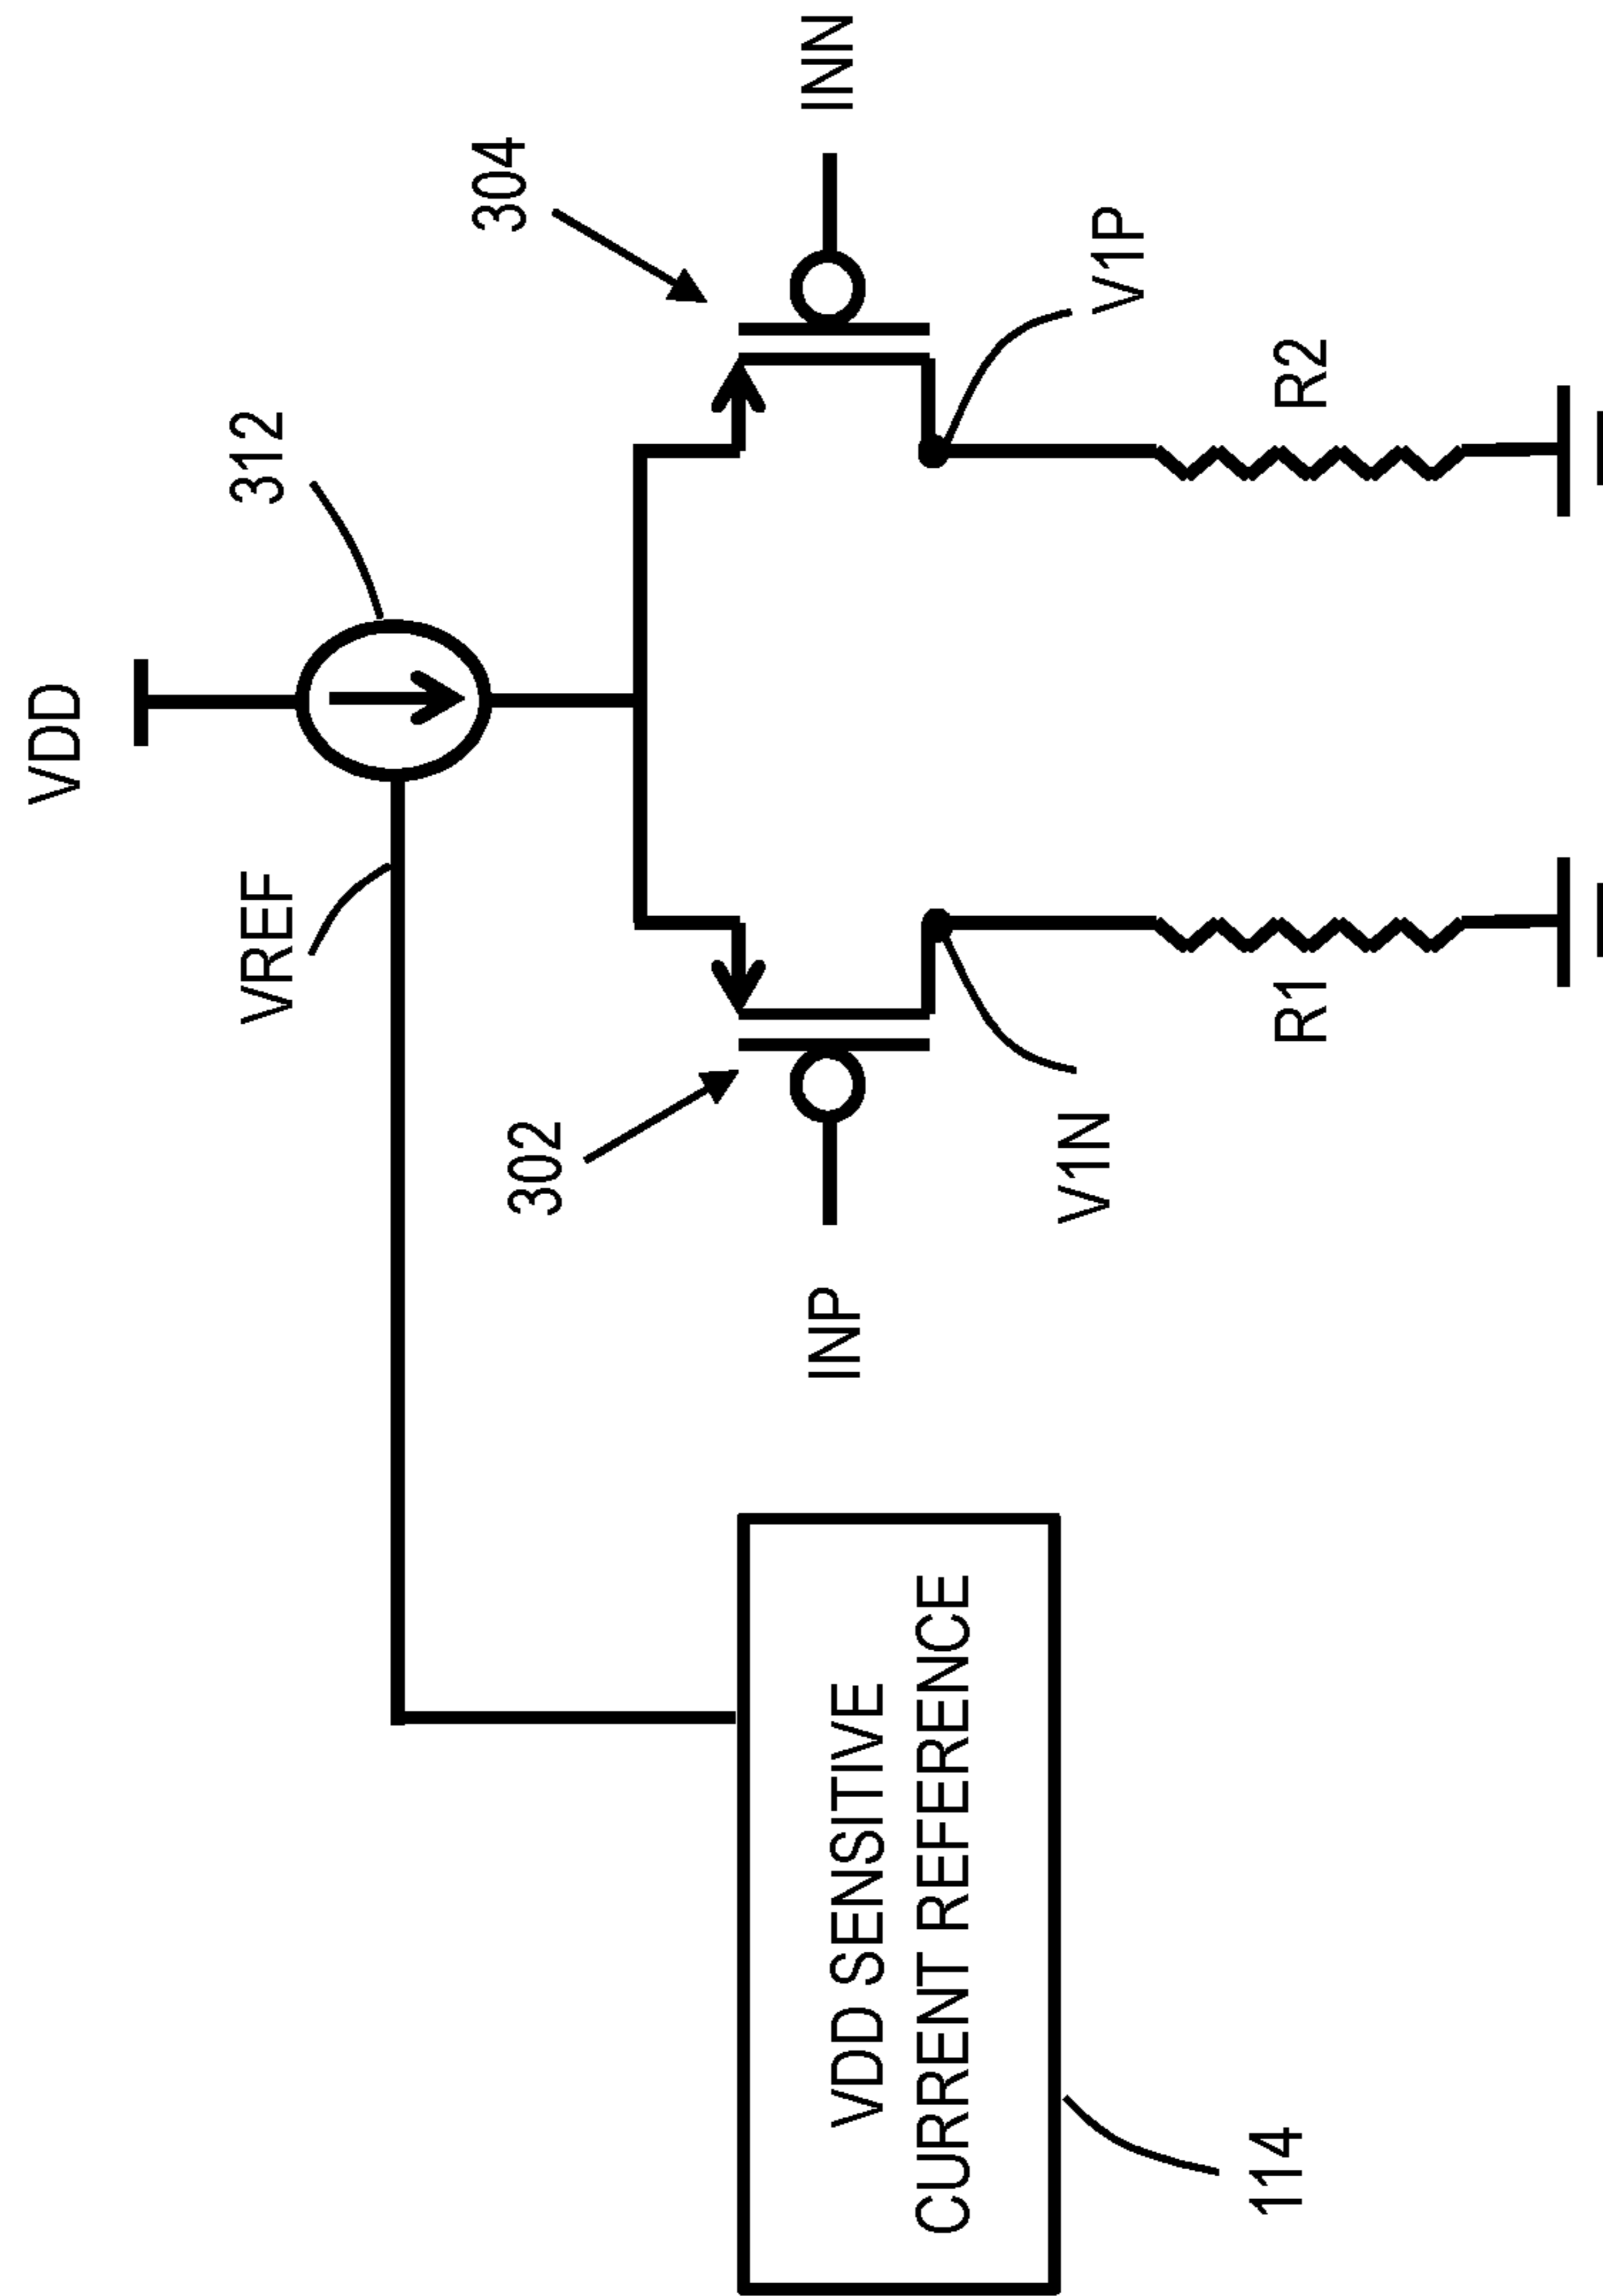 VDD
312
VREF
304
302
INP
INN
V1N
V1P
VDD SENSITIVE
CURRENT REFERENCE
114
R1
R2